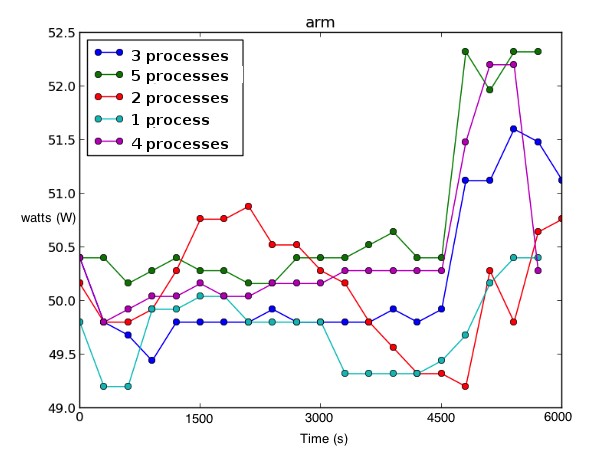 arm
52.5
3 processes
5 processes
2 processes
1 process
4 processes
52.0
51.5
51.0
watts (W)
50.5
50.0
49.5
49.0
0
1500
3000
4500
6000
Time (s)